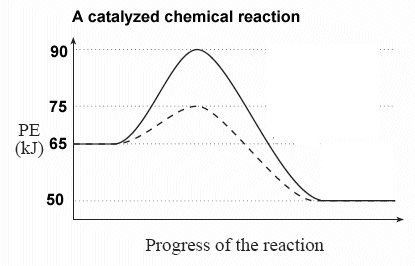 A catalyzed chemical reaction
90
75
PE
(kJ)
65
50
Progress of the reaction